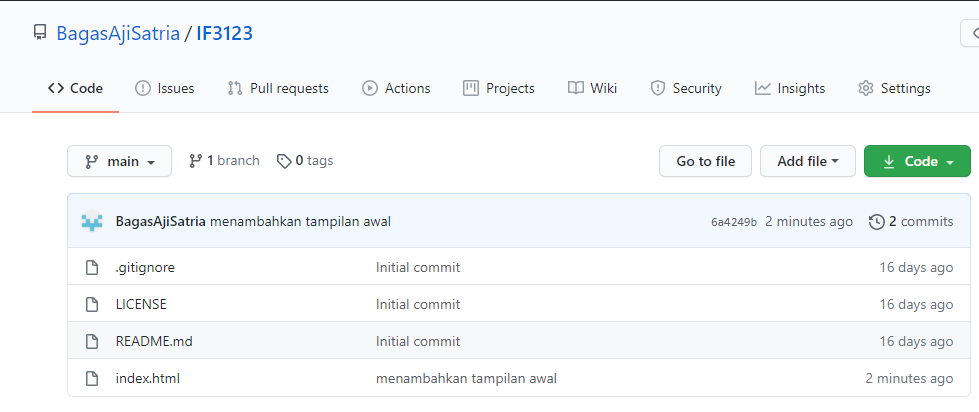 BagasAjiSatria / IF3123
Code Issues Pull requests Actions Projects Wiki Security Insights Settings
main 1 branch 0 tags Go to file Add file Code
BagasAjiSatria menambahkan tampilan awal 6a4249b 2 minutes ago 2 commits
.gitignore Initial commit 16 days ago
LICENSE Initial commit 16 days ago
README.md Initial commit 16 days ago
index.html menambahkan tampilan awal 2 minutes ago